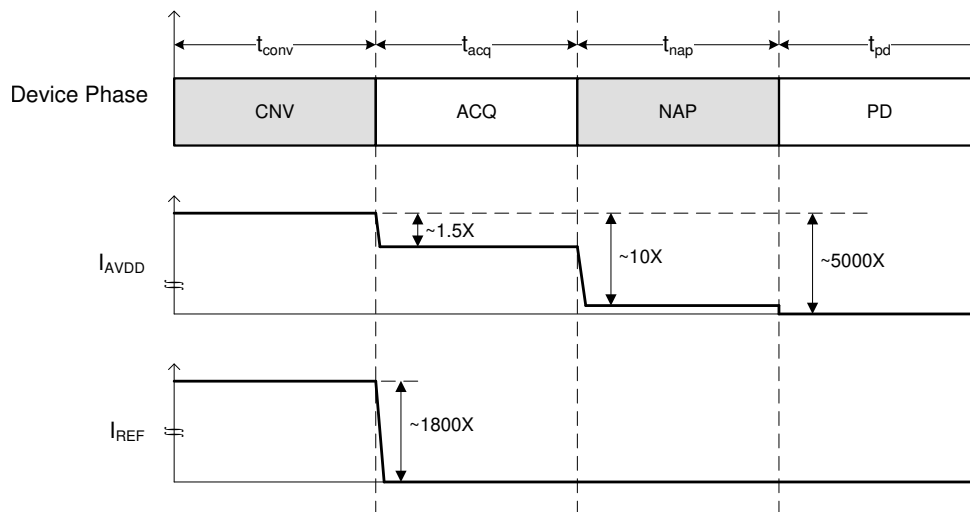 tconv tacq tnap tpd
Device Phase CNV ACQ NAP PD
IAVDD ~1.5X ~10X ~5000X
IREF ~1800X